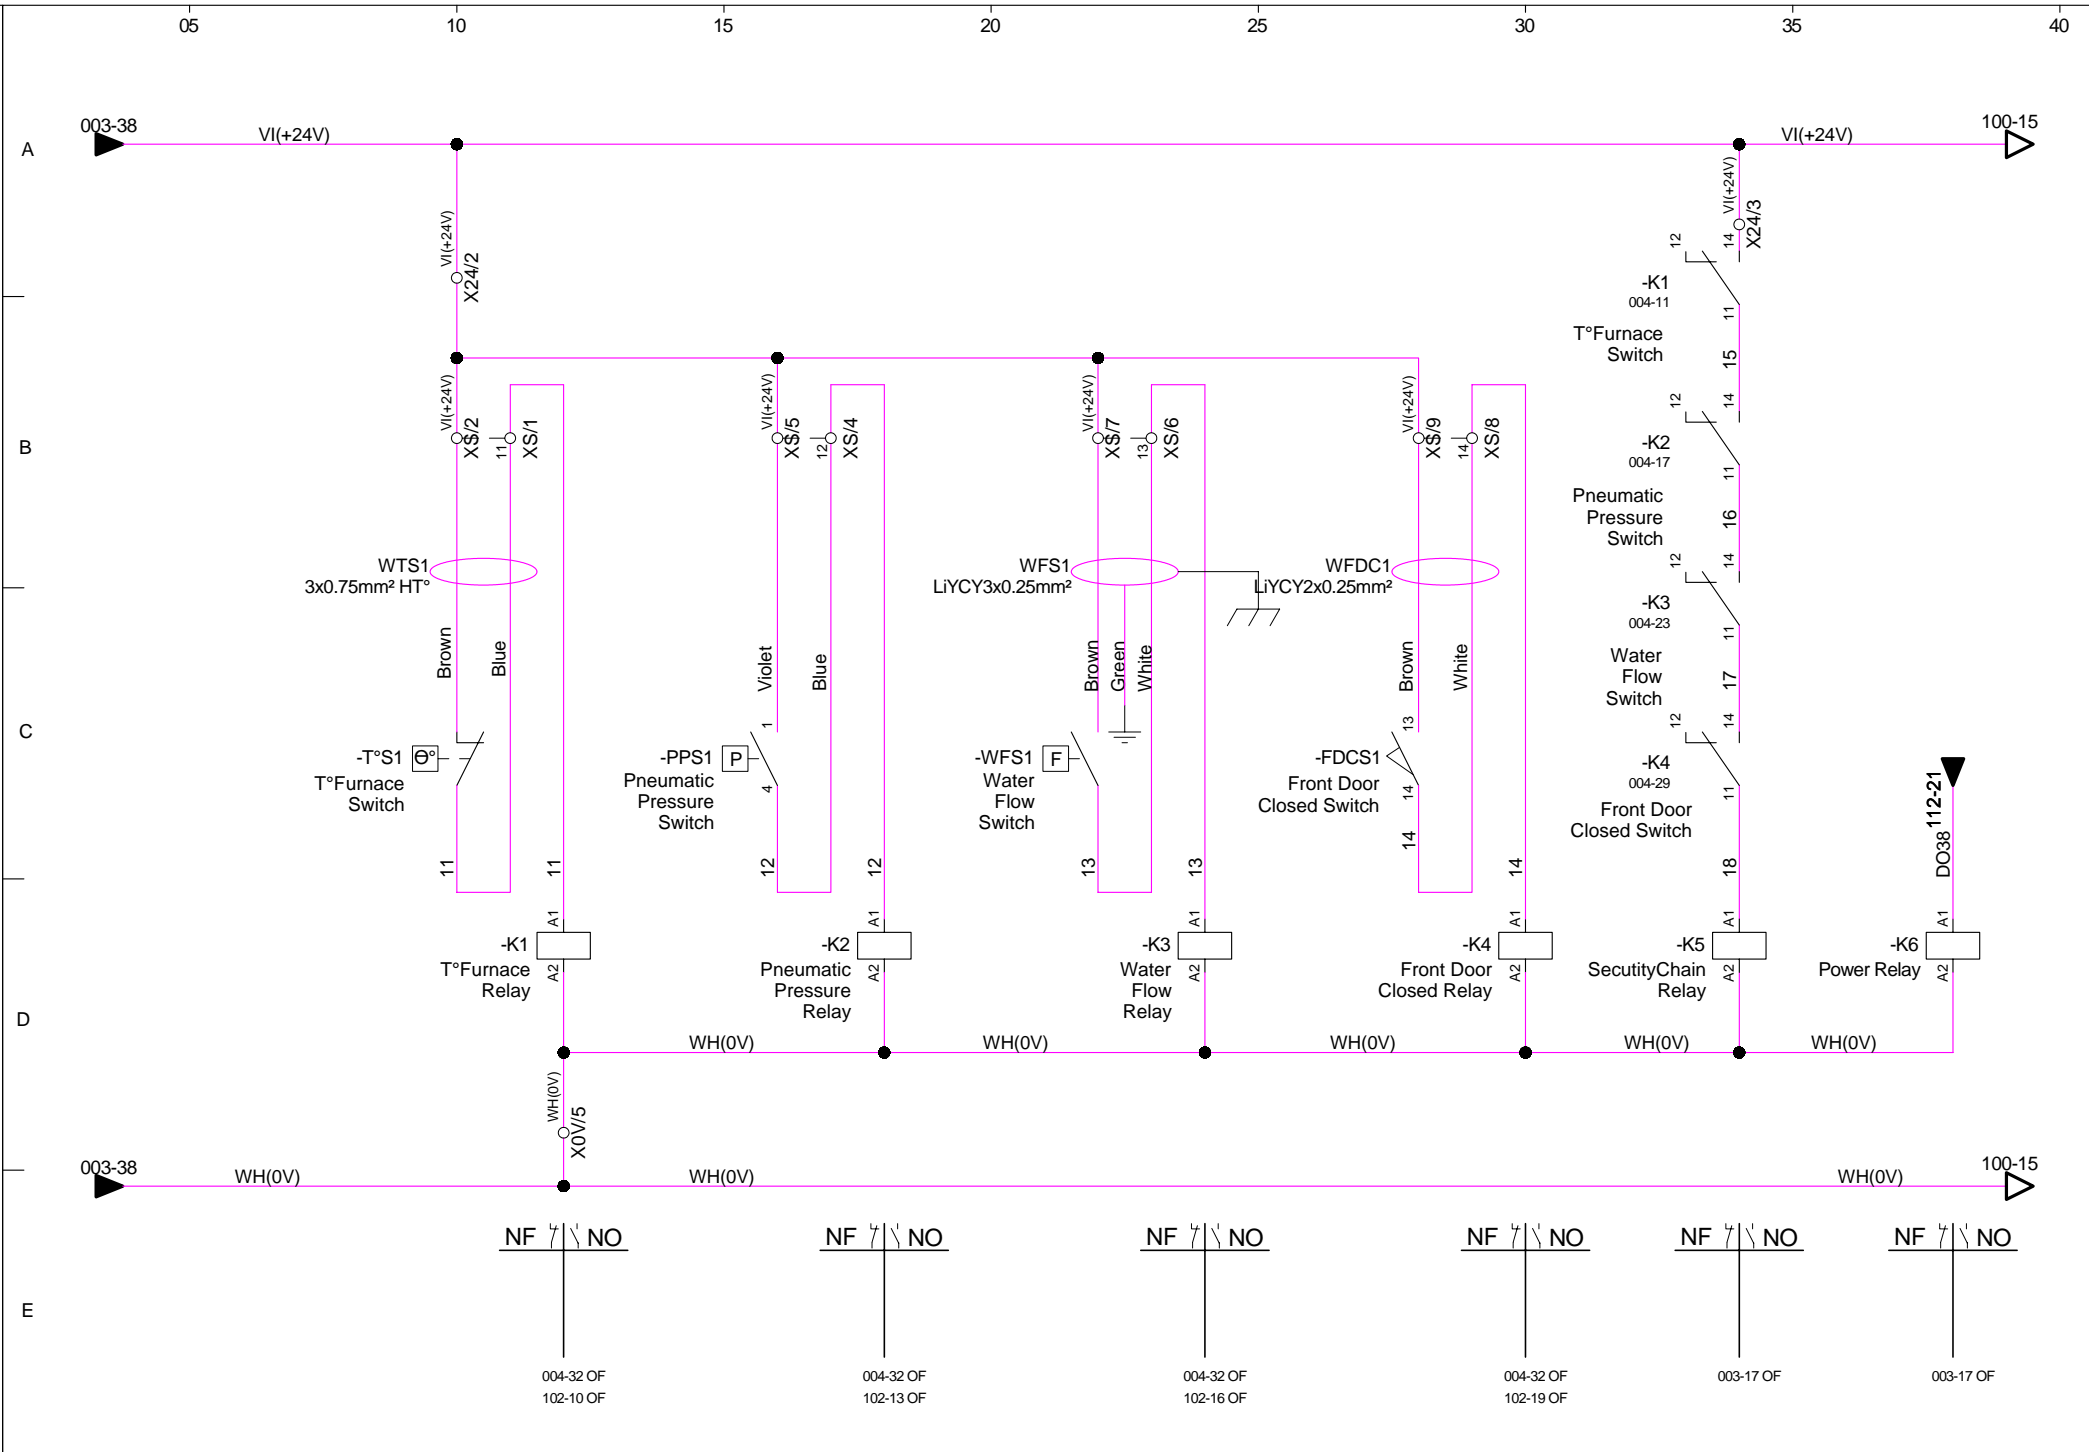 05 10 15 20 25 30 35 40
A
003-38
VI(+24V)
VI(+24V)
100-15
VI(+24V)
X24/2
VI(+24V)
X24/3
12
14
-K1
004-11
11
T°Furnace
Switch
15
B
VI(+24V)
XS/2
11
XS/1
VI(+24V)
XS/5
12
XS/4
VI(+24V)
XS/7
13
XS/6
VI(+24V)
XS/9
14
XS/8
12
14
-K2
004-17
11
Pneumatic
Pressure
Switch
16
WTS1
3x0.75mm² HT°
WFS1
LiYCY3x0.25mm²
WFDC1
LiYCY2x0.25mm²
12
14
-K3
004-23
11
Water
Flow
Switch
17
C
Brown
Blue
Violet
Blue
Brown
Green
White
Brown
White
-T°S1
Θ°
T°Furnace
Switch
11
11
1
-PPS1
P
4
Pneumatic
Pressure
Switch
12
12
-WFS1
F
Water
Flow
Switch
13
13
13
-FDCS1
14
Front Door
Closed Switch
14
14
12
14
-K4
004-29
11
Front Door
Closed Switch
18
112-21
DO38
D
A1
-K1
A2
T°Furnace
Relay
A1
-K2
A2
Pneumatic
Pressure
Relay
A1
-K3
A2
Water
Flow
Relay
A1
-K4
A2
Front Door
Closed Relay
A1
-K5
A2
SecutityChain
Relay
A1
-K6
A2
Power Relay
WH(0V)
WH(0V)
WH(0V)
WH(0V)
WH(0V)
WH(0V)
X0V/5
003-38
WH(0V)
WH(0V)
WH(0V)
100-15
E
NF NO
NF NO
NF NO
NF NO
NF NO
NF NO
004-32 OF
102-10 OF
004-32 OF
102-13 OF
004-32 OF
102-16 OF
004-32 OF
102-19 OF
003-17 OF
003-17 OF